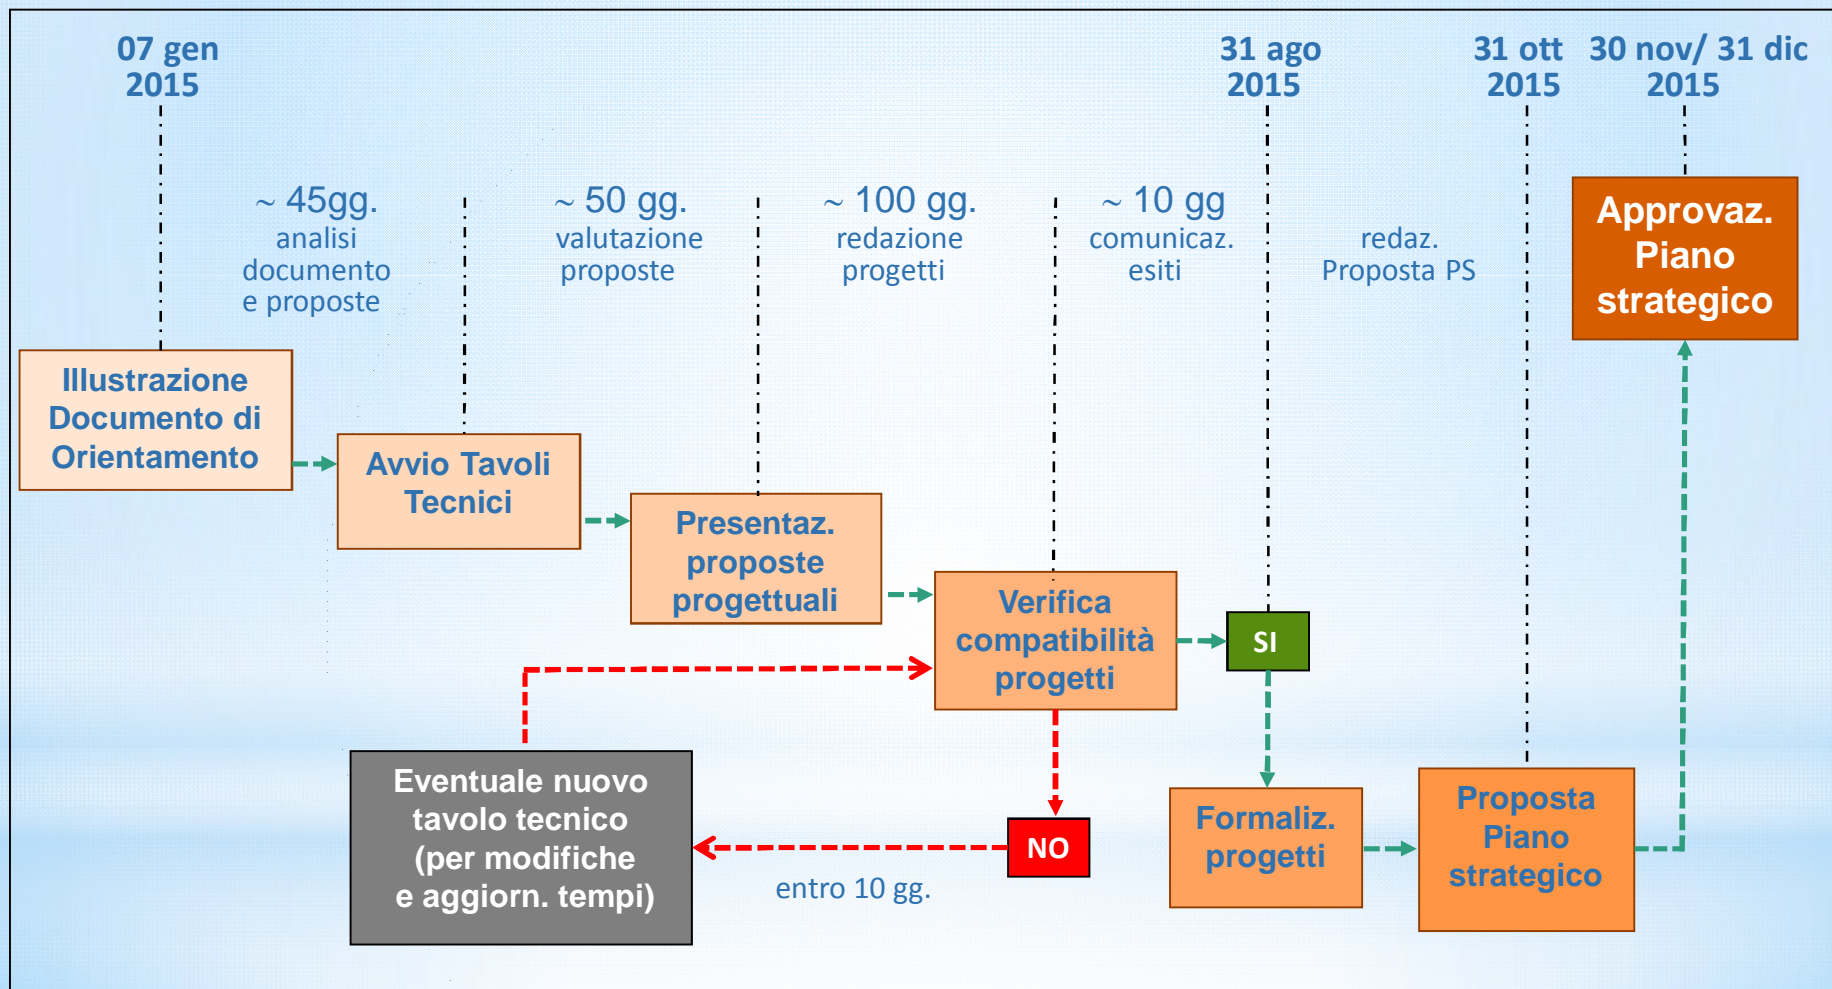 07 gen
2015
31 ago
2015
31 ott
2015
30 nov/ 31 dic
2015
~ 45gg.
analisi
documento
e proposte
~ 50 gg.
valutazione
proposte
~ 100 gg.
redazione
progetti
~ 10 gg
comunicaz.
esiti
redaz.
Proposta PS
Approvaz.
Piano
strategico
Illustrazione
Documento di
Orientamento
Avvio Tavoli
Tecnici
Presentaz.
proposte
progettuali
Verifica
compatibilità
progetti
SI
Eventuale nuovo
tavolo tecnico
(per modifiche
e aggiorn. tempi)
entro 10 gg.
NO
Formaliz.
progetti
Proposta
Piano
strategico